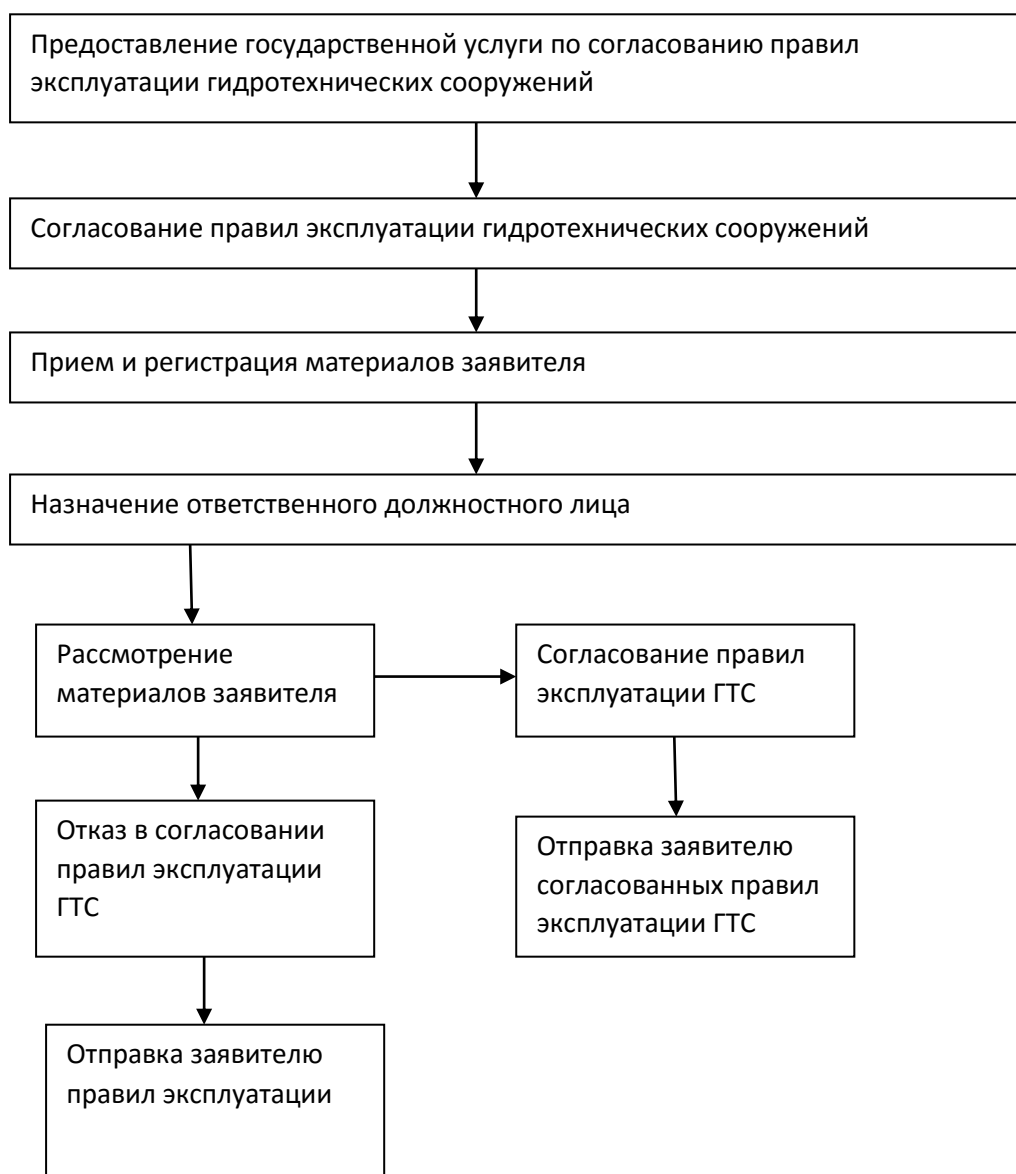 Предоставление государственной услуги по согласованию правил
эксплуатации гидротехнических сооружений
Согласование правил эксплуатации гидротехнических сооружений
Прием и регистрация материалов заявителя
Назначение ответственного должностного лица
Рассмотрение
материалов заявителя
Согласование правил
эксплуатации ГТС
Отказ в согласовании
правил эксплуатации
ГТС
Отправка заявителю
согласованных правил
эксплуатации ГТС
Отправка заявителю
правил эксплуатации